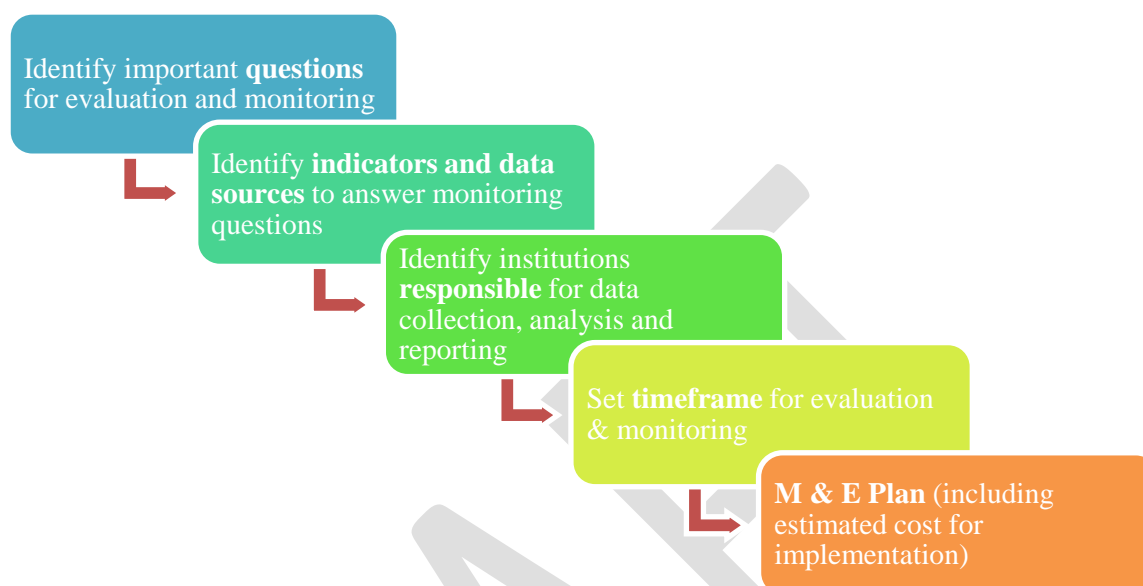 Identify important questions
for evaluation and monitoring
Identify indicators and data
sources to answer monitoring
questions
Identify institutions
responsible for data
collection, analysis and
reporting
Set timeframe for evaluation
& monitoring
M & E Plan (including
estimated cost for
implementation)